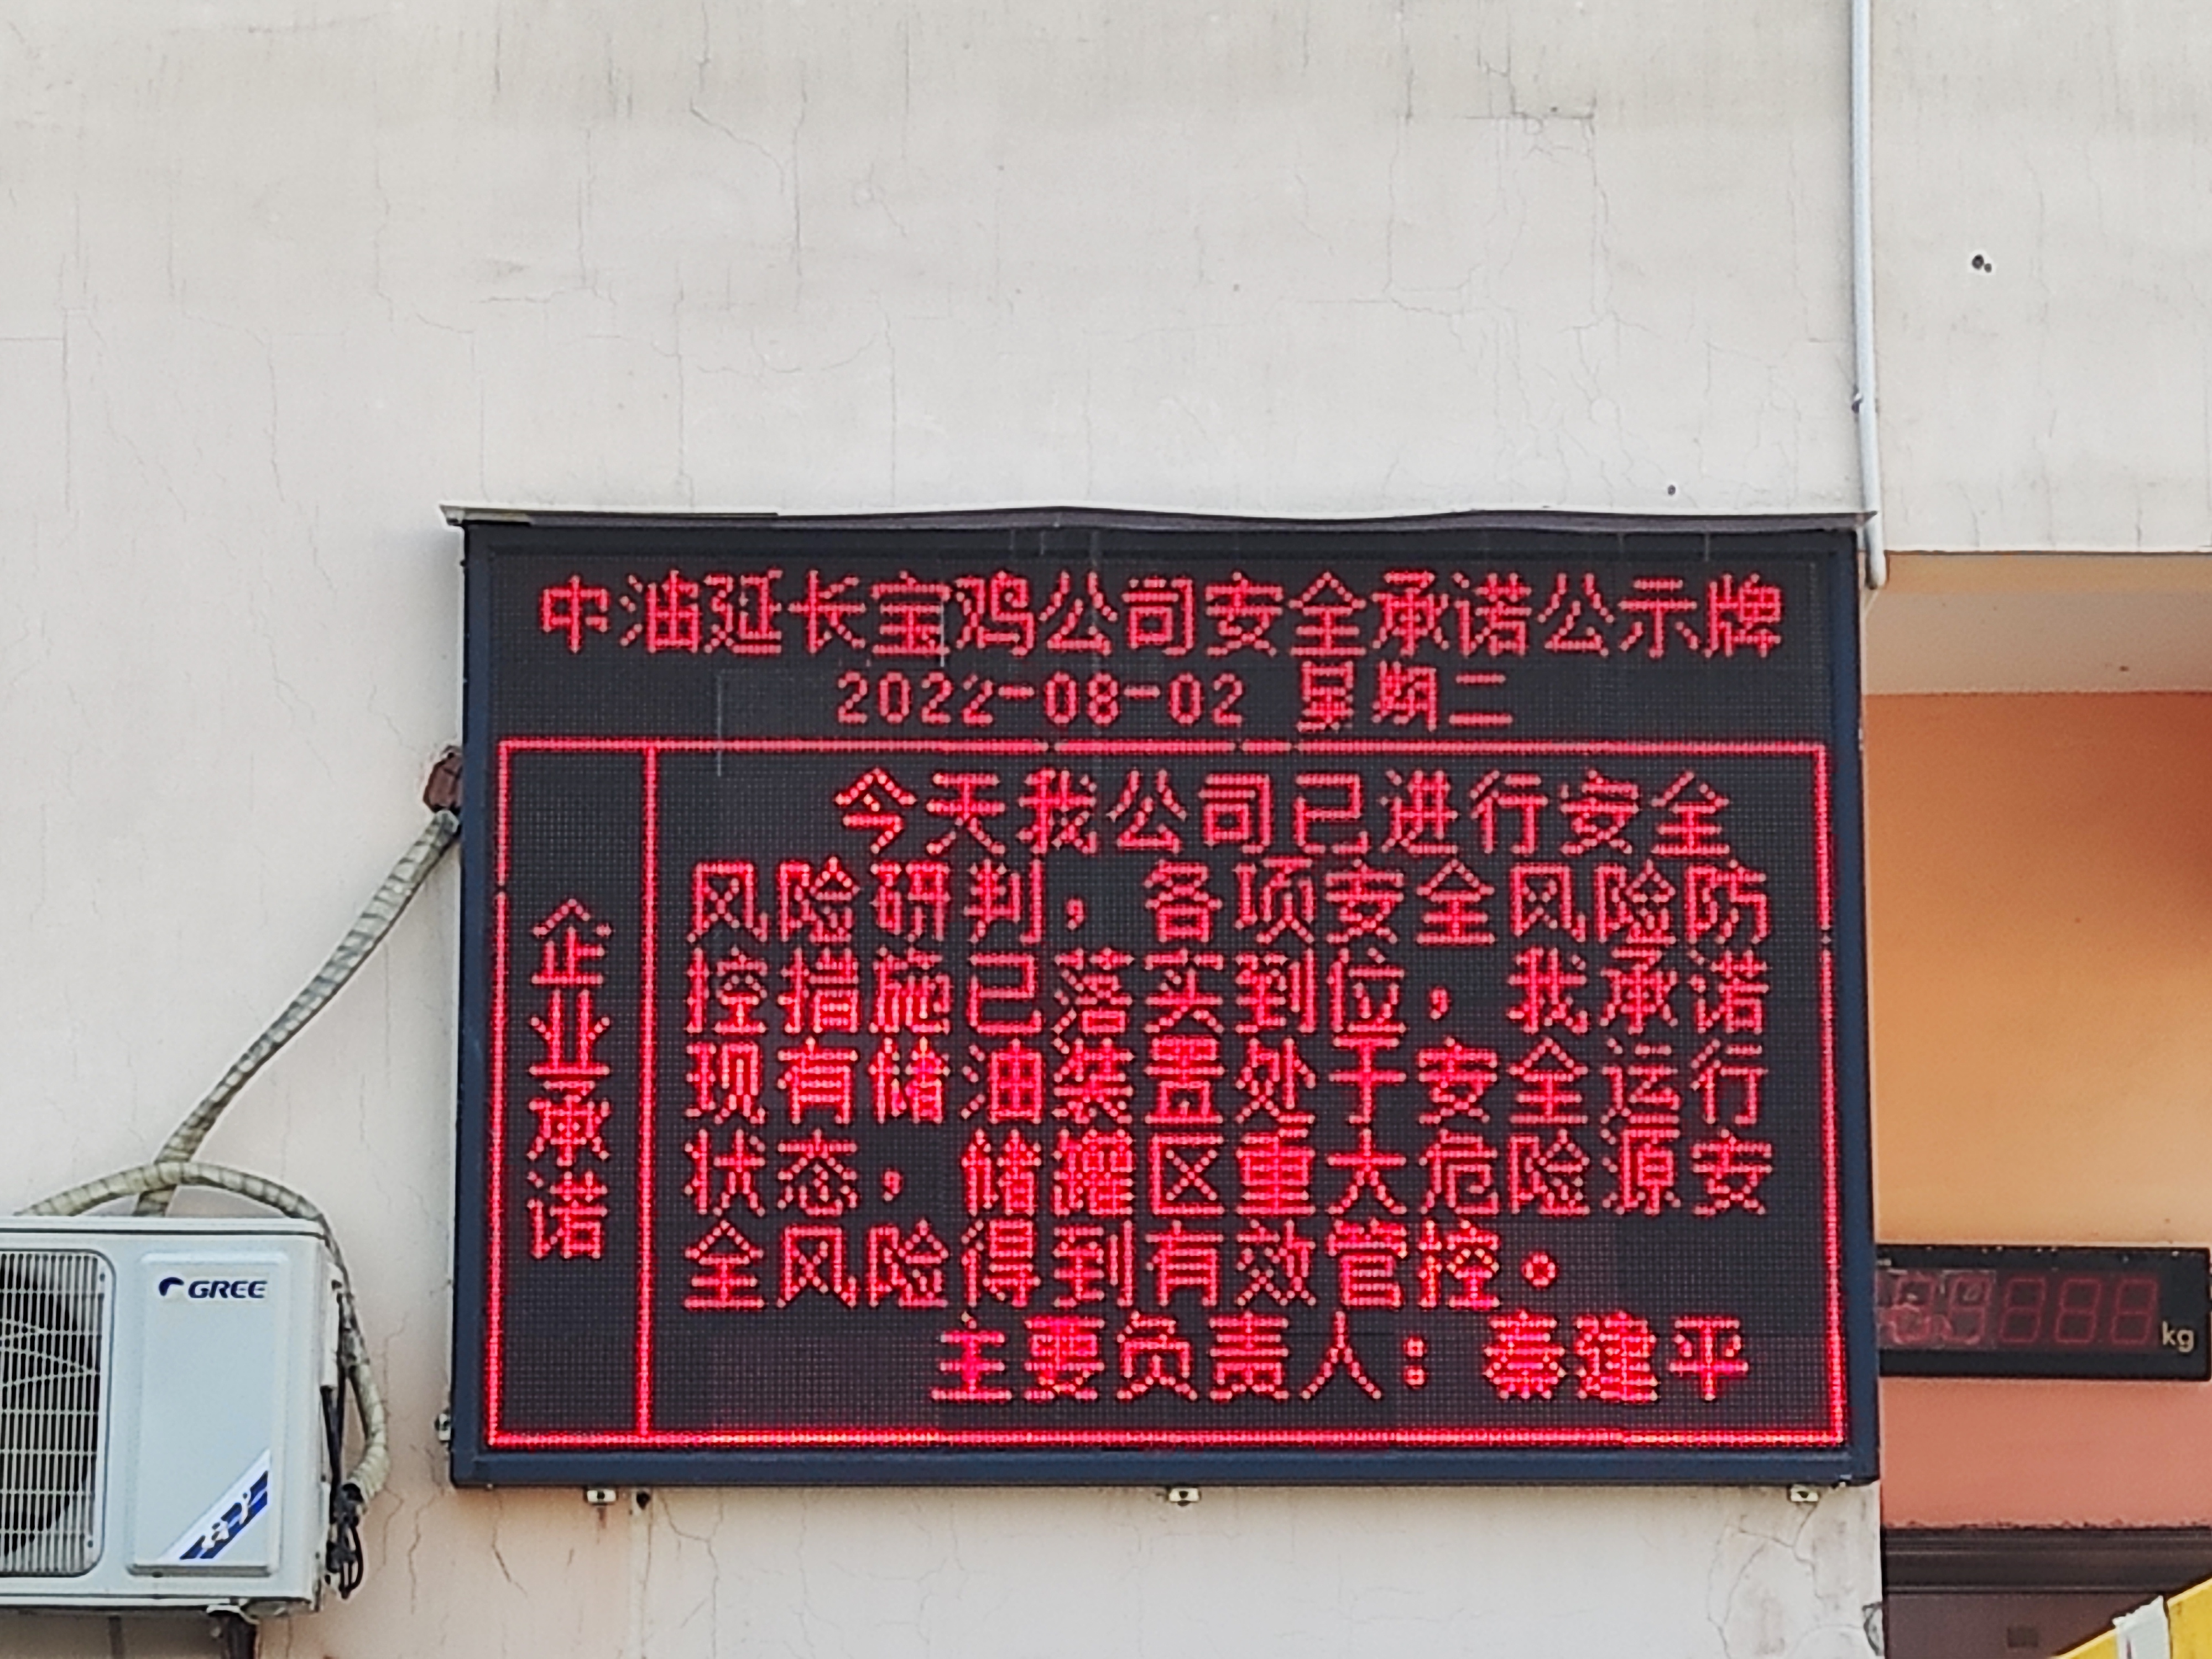 中油延长宝鸡公司安全承诺公示牌
2022-08-02 星期二
企业承诺
今天我公司已进行安全
风险研判，各项安全风险防
控措施已落实到位，我承诺
现有储油装置处于安全运行
状态，储罐区重大危险源安
全风险得到有效管控。
主要负责人：秦建平
GREE
kg